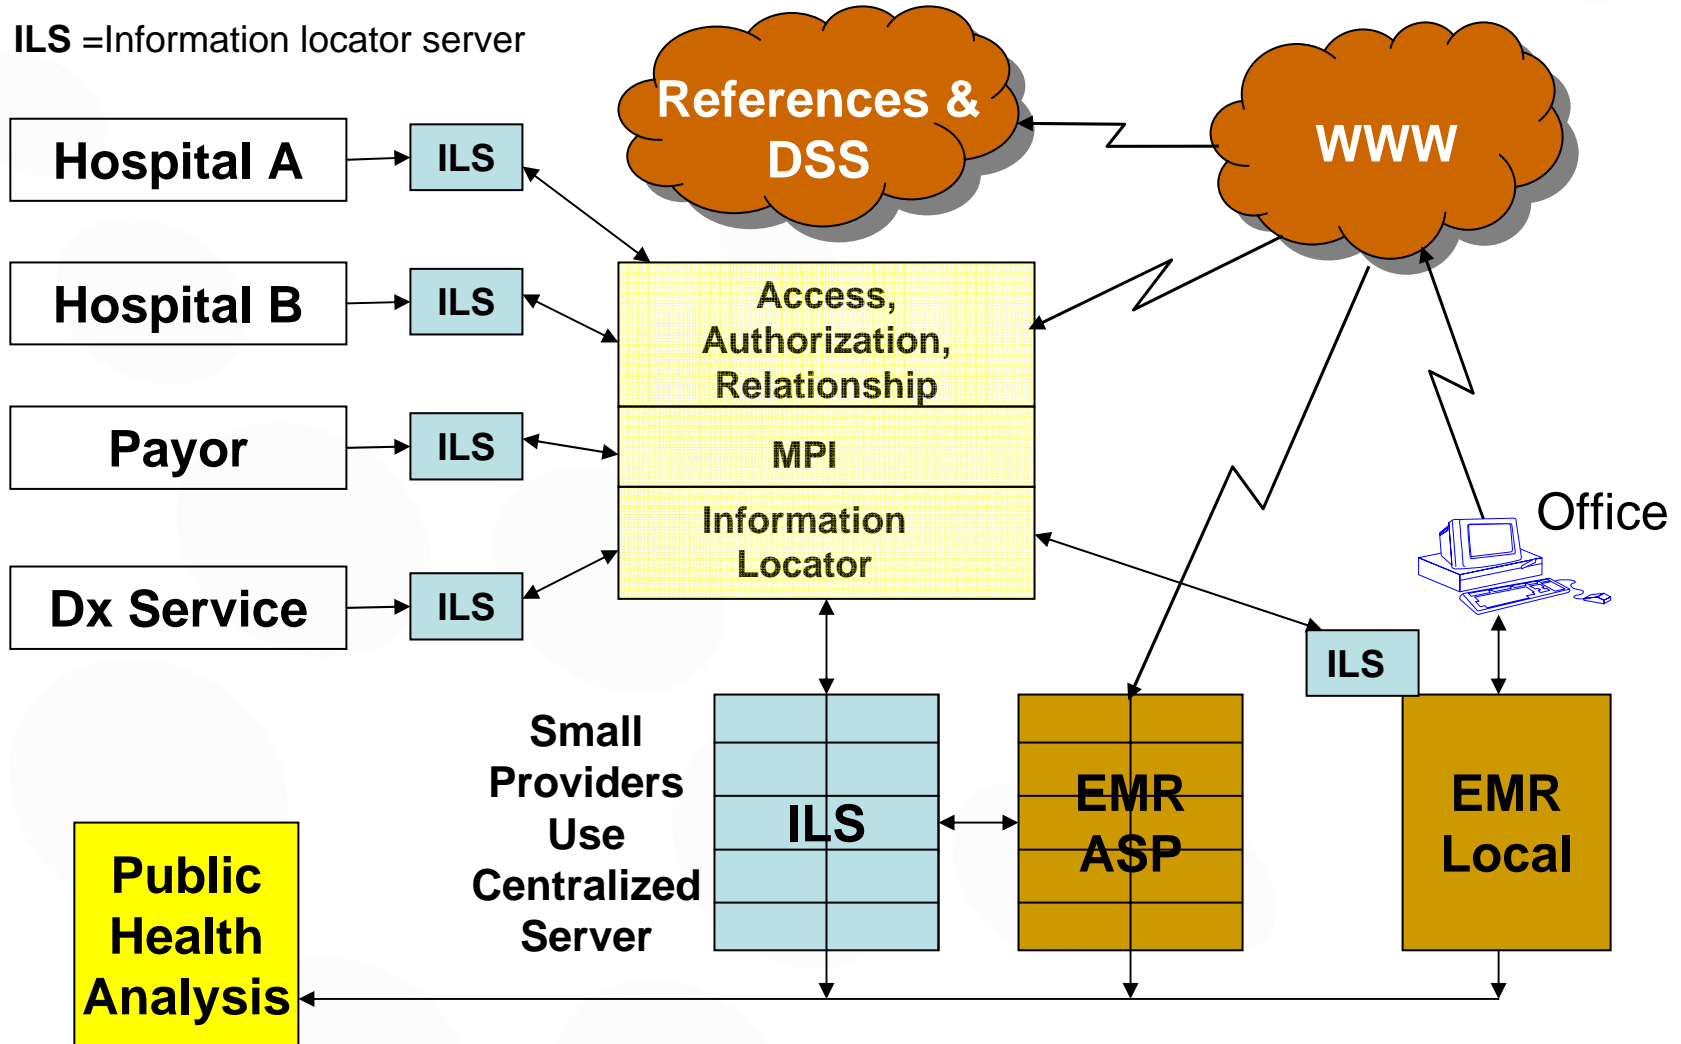 ILS =Information locator server
References &
DSS
WWW
Hospital A
ILS
Hospital B
ILS
Access,
Authorization,
Relationship
Payor
ILS
MPI
Information
Locator
Office
Dx Service
ILS
ILS
Small
Providers
Use
Centralized
Server
ILS
EMR
ASP
EMR
Local
Public
Health
Analysis